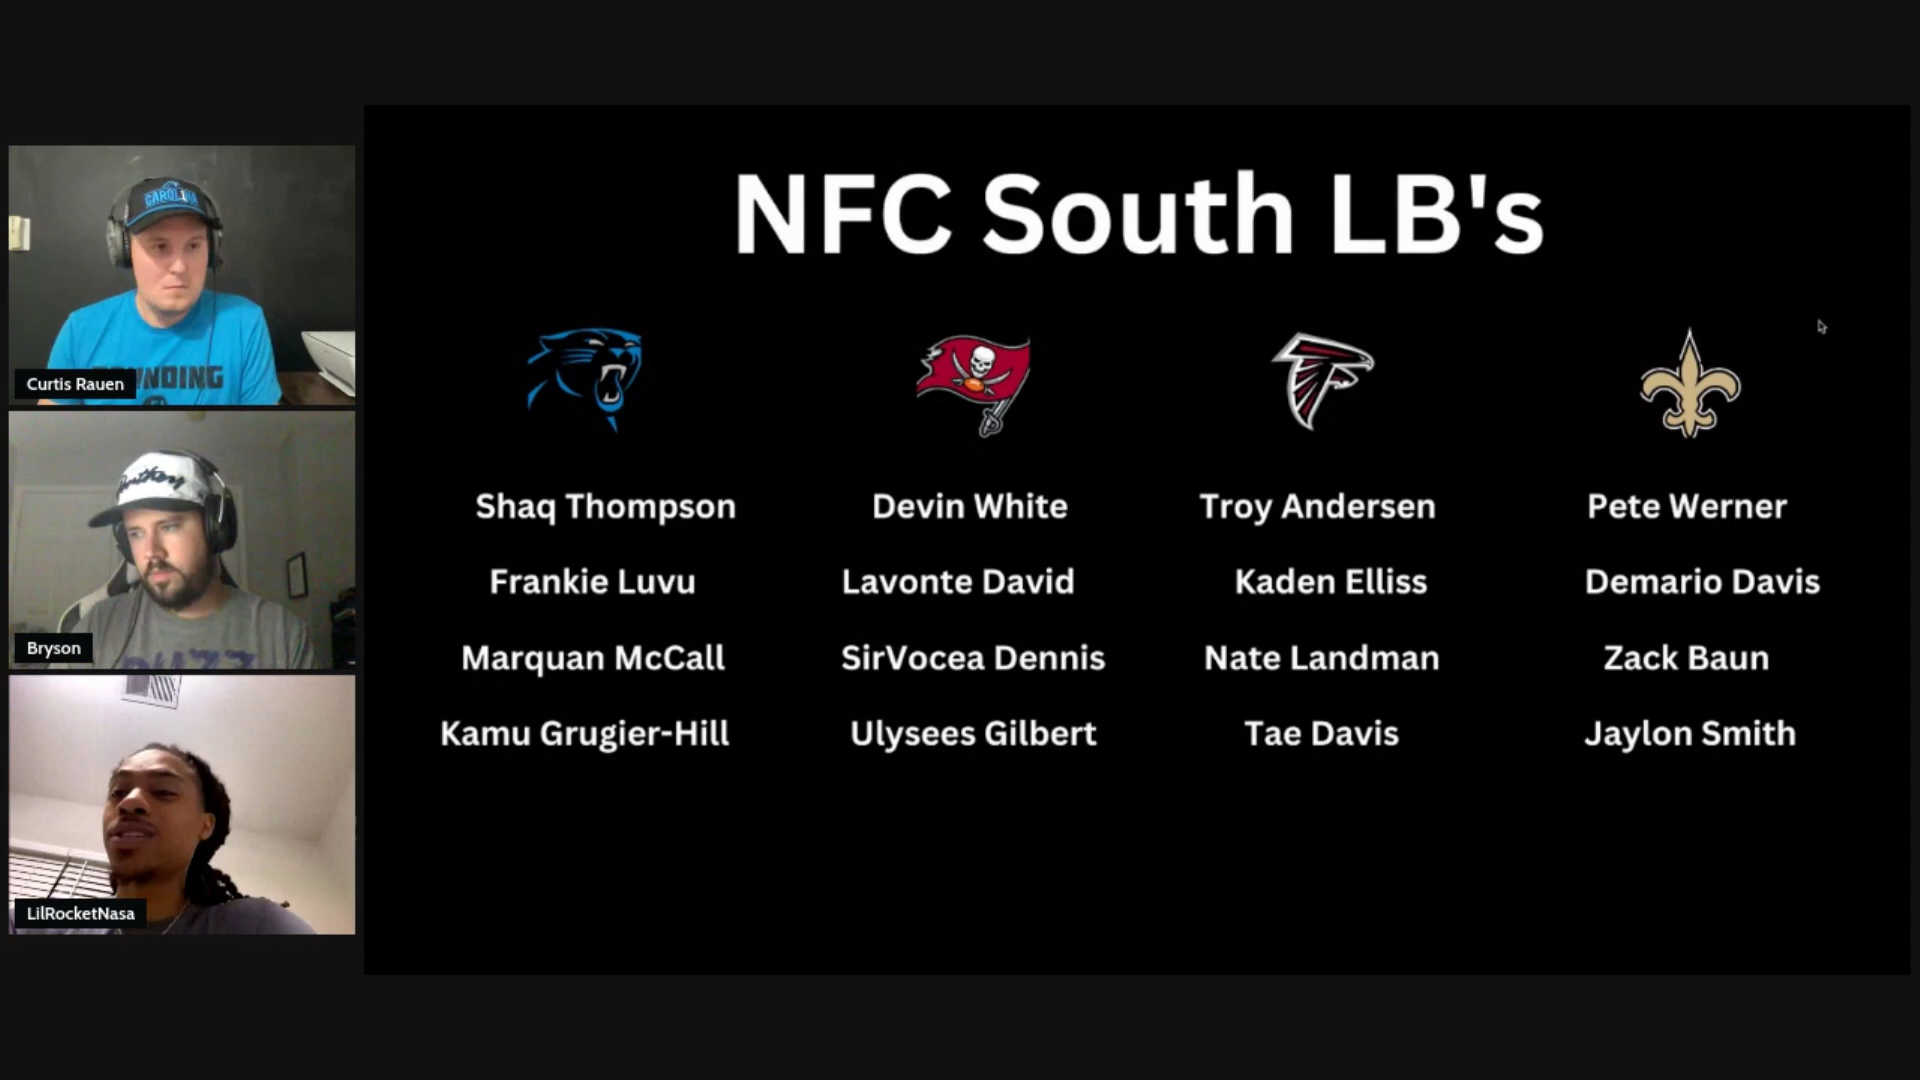 NFC South LB's
Shaq Thompson
Frankie Luvu
Marquan McCall
Kamu Grugier-Hill
Devin White
Lavonte David
SirVocea Dennis
Ulysees Gilbert
Troy Andersen
Kaden Elliss
Nate Landman
Tae Davis
Pete Werner
Demario Davis
Zack Baun
Jaylon Smith
CAROLINA
Curtis Rauen
Bryson
LilRocketNasa